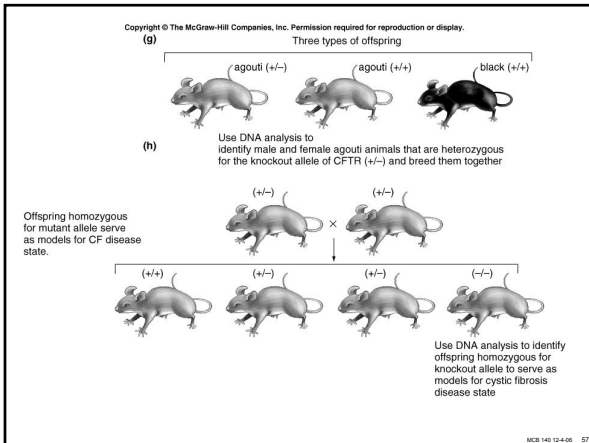 Copyright © The McGraw-Hill Companies, Inc. Permission required for reproduction or display.
(g)
Three types of offspring
agouti (+/–)
agouti (+/+)
black (+/+)
(h)
Use DNA analysis to
identify male and female agouti animals that are heterozygous
for the knockout allele of CFTR (+/–) and breed them together
(+/–)
(+/–)
×
Offspring homozygous
for mutant allele serve
as models for CF disease
state.
(+/+)
(+/–)
(+/–)
(–/–)
Use DNA analysis to identify
offspring homozygous for
knockout allele to serve as
models for cystic fibrosis
disease state
MCB 140 12-4-06 57